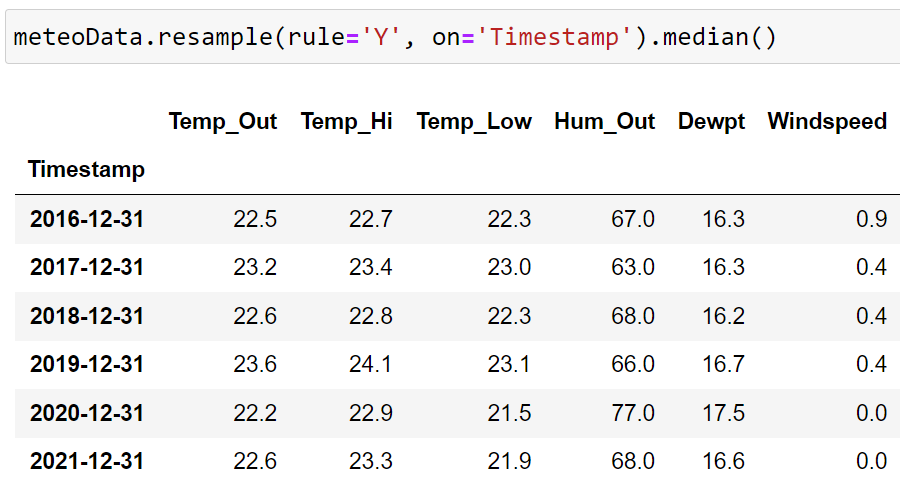 meteoData.resample(rule='Y', on='Timestamp').median()
Temp_Out Temp_Hi Temp_Low Hum_Out Dewpt Windspeed
Timestamp
2016-12-31 22.5 22.7 22.3 67.0 16.3 0.9
2017-12-31 23.2 23.4 23.0 63.0 16.3 0.4
2018-12-31 22.6 22.8 22.3 68.0 16.2 0.4
2019-12-31 23.6 24.1 23.1 66.0 16.7 0.4
2020-12-31 22.2 22.9 21.5 77.0 17.5 0.0
2021-12-31 22.6 23.3 21.9 68.0 16.6 0.0